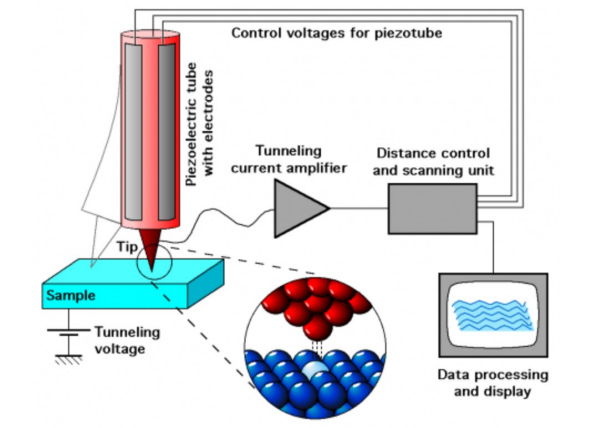 Control voltages for piezotube
Piezoelectric tube
with electrodes
Tunneling
current amplifier
Distance control
and scanning unit
Tip
Sample
Tunneling
voltage
Data processing
and display